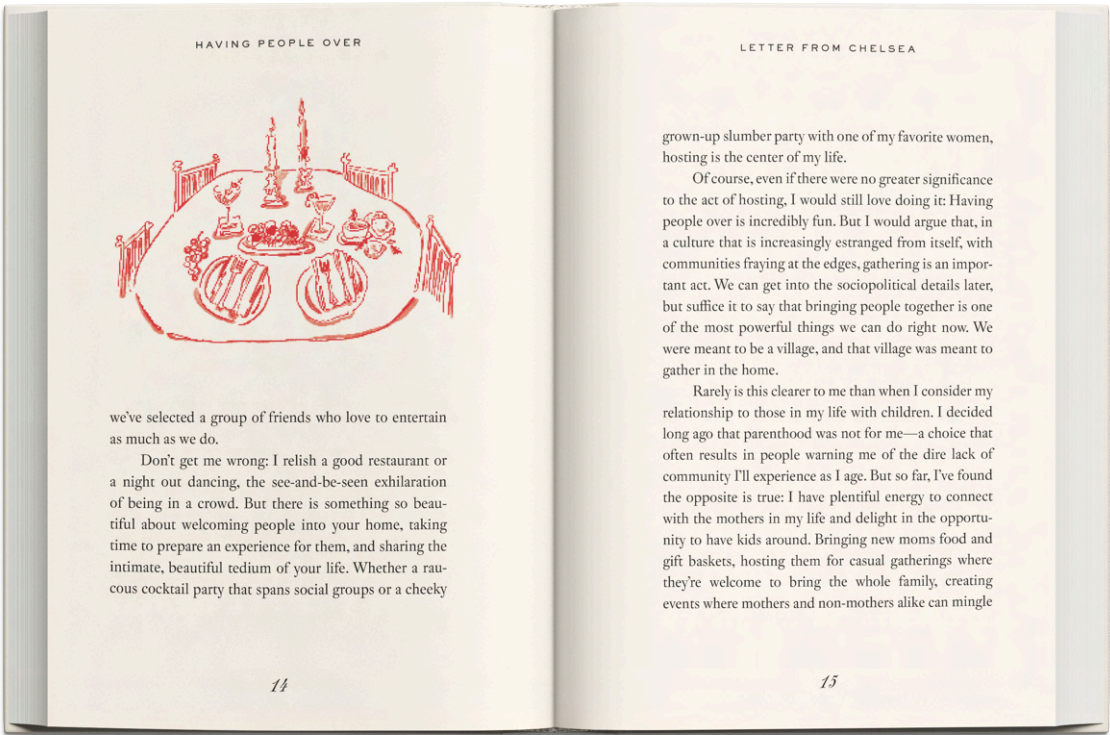 HAVING PEOPLE OVER
we've selected a group of friends who love to entertain
as much as we do.
Don't get me wrong: I relish a good restaurant or
a night out dancing, the see-and-be-seen exhilaration
of being in a crowd. But there is something so beau-
tiful about welcoming people into your home, taking
time to prepare an experience for them, and sharing the
intimate, beautiful tedium of your life. Whether a rau-
cous cocktail party that spans social groups or a cheeky
14
LETTER FROM CHELSEA
grown-up slumber party with one of my favorite women,
hosting is the center of my life.
Of course, even if there were no greater significance
to the act of hosting, I would still love doing it: Having
people over is incredibly fun. But I would argue that, in
a culture that is increasingly estranged from itself, with
communities fraying at the edges, gathering is an impor-
tant act. We can get into the sociopolitical details later,
but suffice it to say that bringing people together is one
of the most powerful things we can do right now. We
were meant to be a village, and that village was meant to
gather in the home.
Rarely is this clearer to me than when I consider my
relationship to those in my life with children. I decided
long ago that parenthood was not for me—a choice that
often results in people warning me of the dire lack of
community I'll experience as I age. But so far, I've found
the opposite is true: I have plentiful energy to connect
with the mothers in my life and delight in the opportu-
nity to have kids around. Bringing new moms food and
gift baskets, hosting them for casual gatherings where
they're welcome to bring the whole family, creating
events where mothers and non-mothers alike can mingle
15